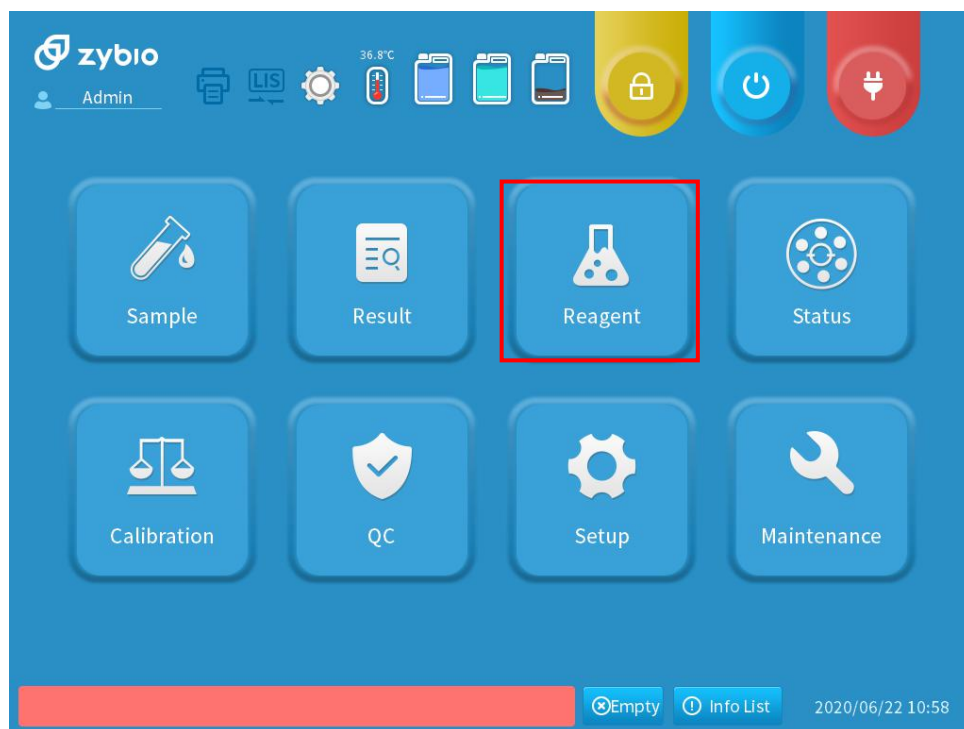 zybio
Admin
LIS
36.8℃
Sample
Result
Reagent
Status
Calibration
QC
Setup
Maintenance
Empty
Info List
2020/06/22 10:58